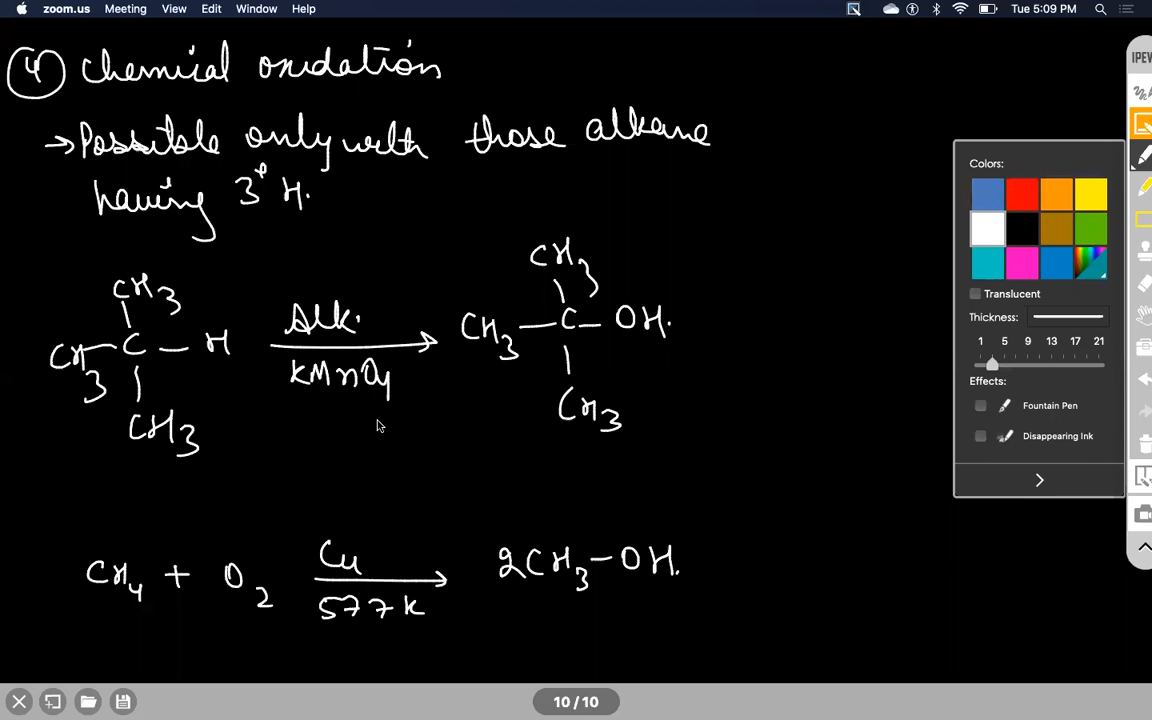 zoom.us Meeting View Edit Window Help Tue 5:09 PM
④ Chemical oxidation
→ Possible only with those alkane
having 3° H.
CH3
CH3 — C — H
CH3
Alk.
KMnO4
CH3
CH3 — C — OH.
CH3
CH4 + O2
Cu
577 K
2CH3 — OH.
Colors:
Translucent
Thickness:
1 5 9 13 17 21
Effects:
Fountain Pen
Disappearing Ink
10 / 10